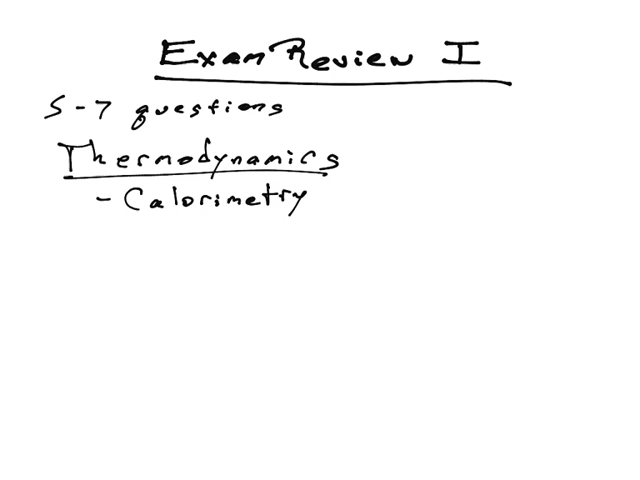 Exam Review I
5-7 questions
Thermodynamics
- Calorimetry